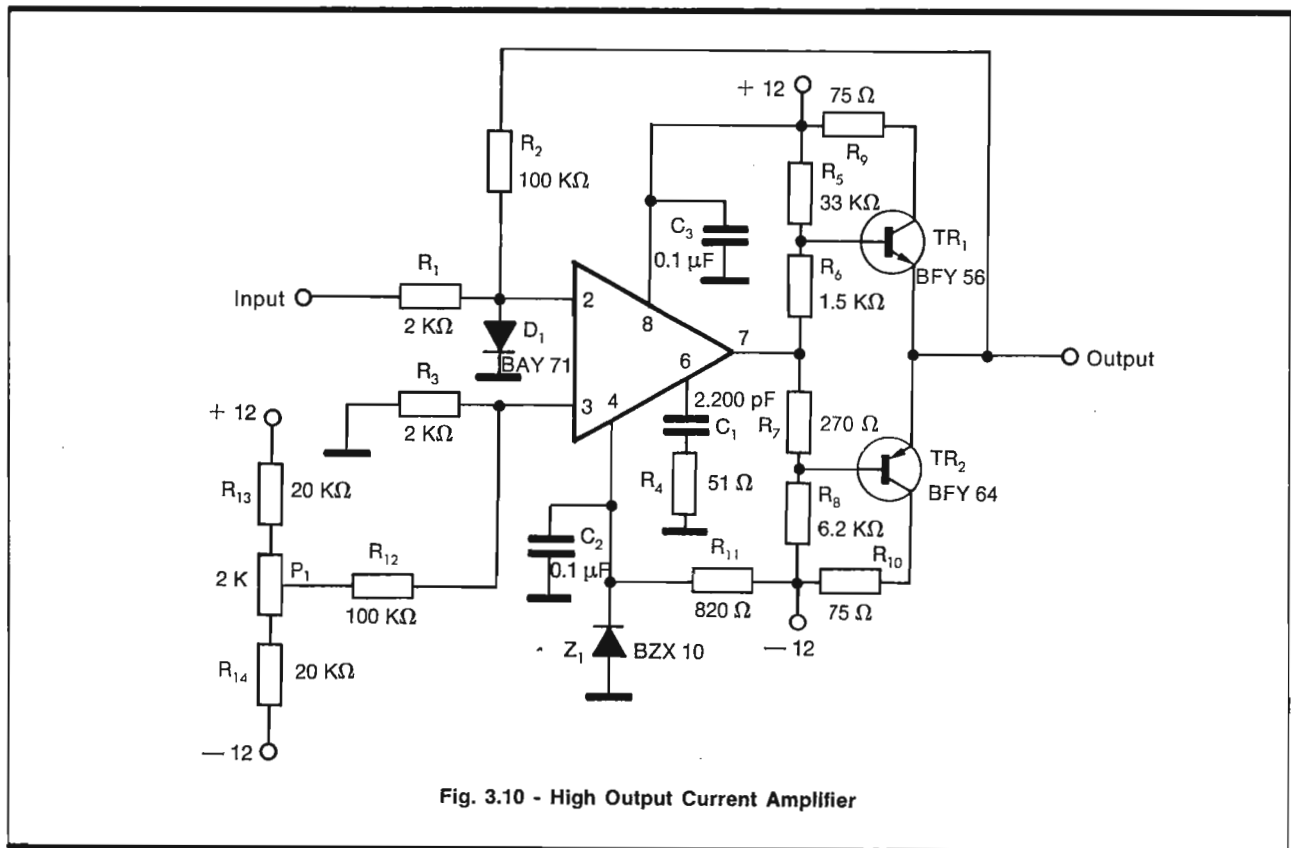 + 12
75 Ω
R9
R2
100 KΩ
R5
33 KΩ
C3
0.1 μF
TR1
BFY 56
R1
Input
2 KΩ
2
8
R6
1.5 KΩ
D1
BAY 71
7
Output
R3
6
+ 12
2 KΩ
3
4
2.200 pF
C1
R7
270 Ω
TR2
BFY 64
R13
20 KΩ
R4
51 Ω
R8
6.2 KΩ
C2
0.1 μF
R12
R11
R10
2 K
P1
100 KΩ
820 Ω
75 Ω
— 12
Z1
BZX 10
R14
20 KΩ
— 12
Fig. 3.10 - High Output Current Amplifier